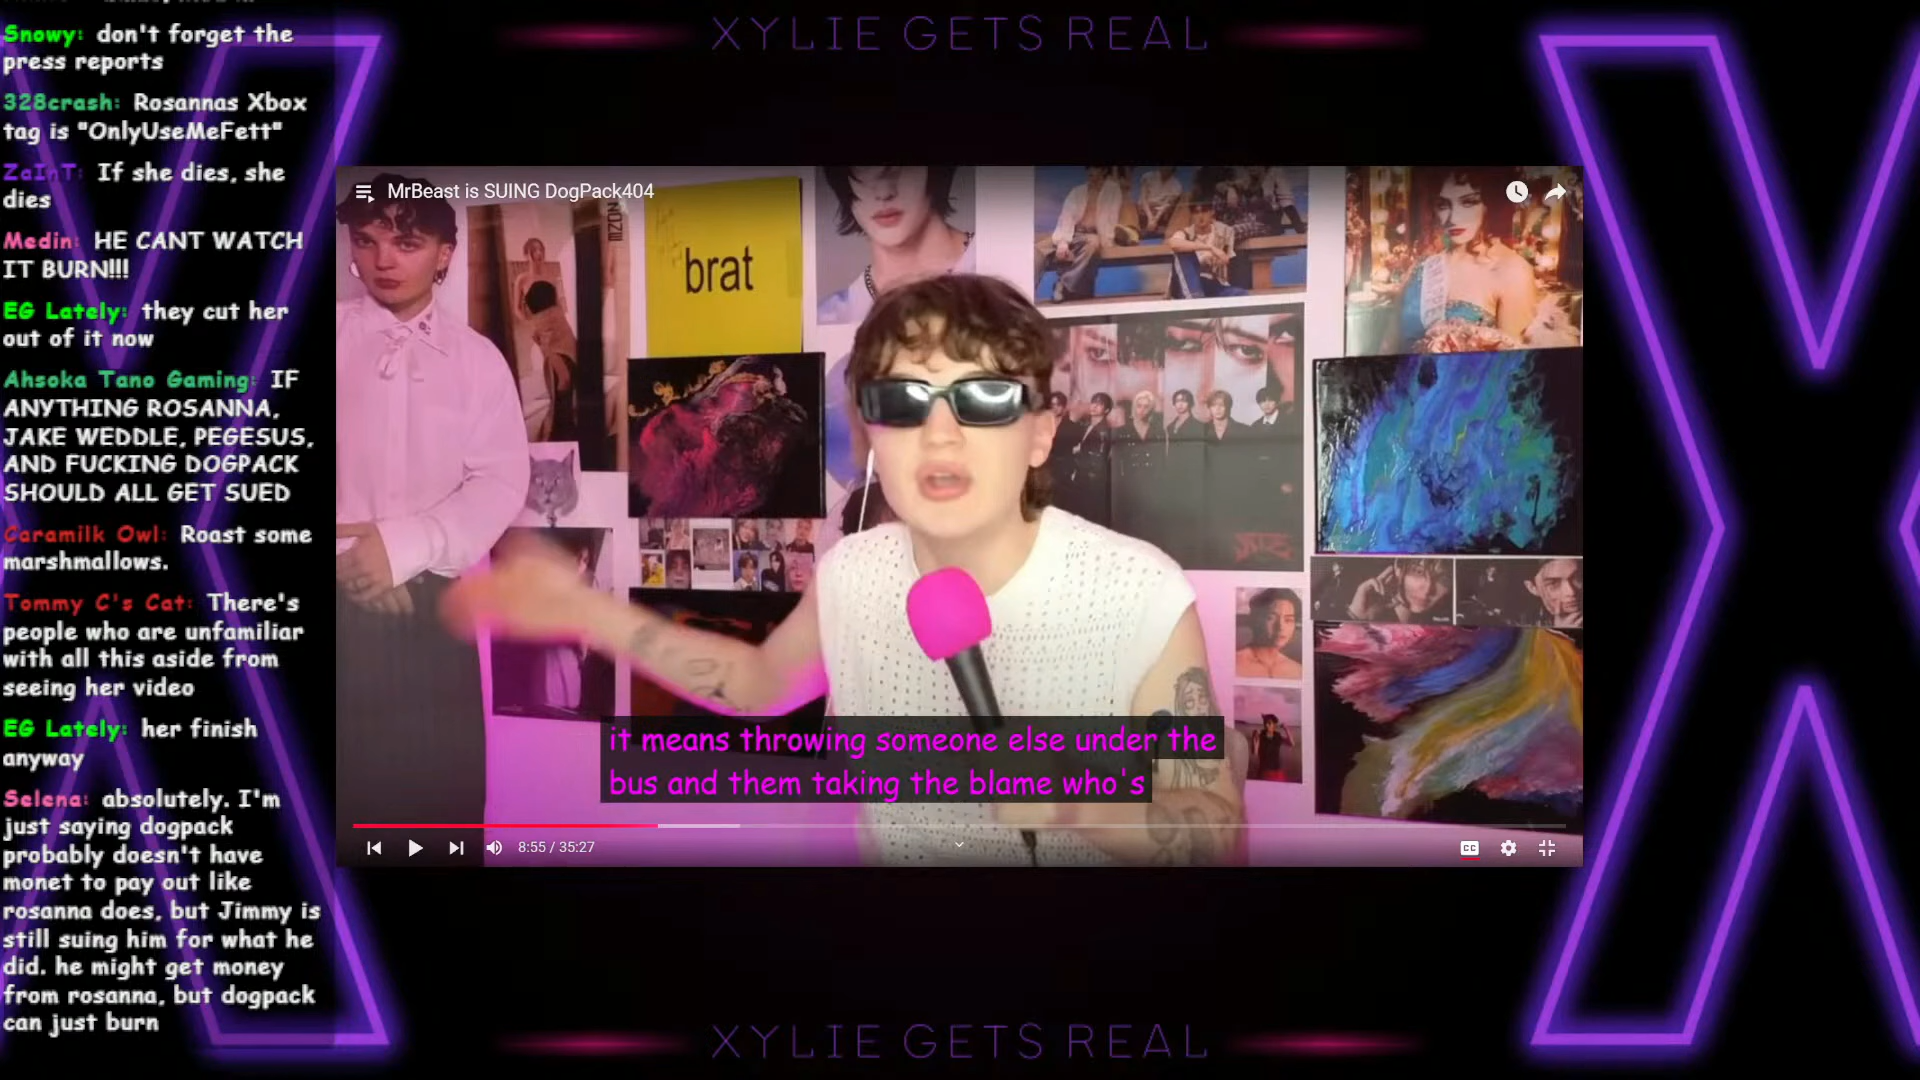 XYLIE GETS REAL
Snowy: don't forget the
press reports
328crash: Rosannas Xbox
tag is "OnlyUseMeFett"
ZaInT: If she dies, she
dies
Medin: HE CANT WATCH
IT BURN!!!
EG Lately: they cut her
out of it now
Ahsoka Tano Gaming: IF
ANYTHING ROSANNA,
JAKE WEDDLE, PEGESUS,
AND FUCKING DOGPACK
SHOULD ALL GET SUED
Caramilk Owl: Roast some
marshmallows.
Tommy C's Cat: There's
people who are unfamiliar
with all this aside from
seeing her video
EG Lately: her finish
anyway
Selena: absolutely. I'm
just saying dogpack
probably doesn't have
monet to pay out like
rosanna does, but Jimmy is
still suing him for what he
did. he might get money
from rosanna, but dogpack
can just burn
MrBeast is SUING DogPack404
brat
it means throwing someone else under the
bus and them taking the blame who's
8:55 / 35:27
CC
XYLIE GETS REAL